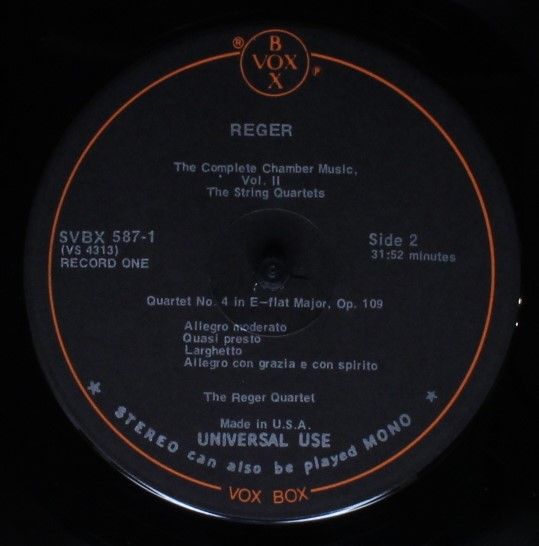 ®
BOX
VOX
℗
REGER
The Complete Chamber Music,
Vol. II
The String Quartets
SVBX 587-1
(VS 4313)
RECORD ONE
Side 2
31:52 minutes
Quartet No. 4 in E-flat Major, Op. 109
Allegro moderato
Quasi presto
Larghetto
Allegro con grazia e con spirito
The Reger Quartet
Made in U.S.A.
UNIVERSAL USE
★ STEREO can also be played MONO ★
VOX BOX